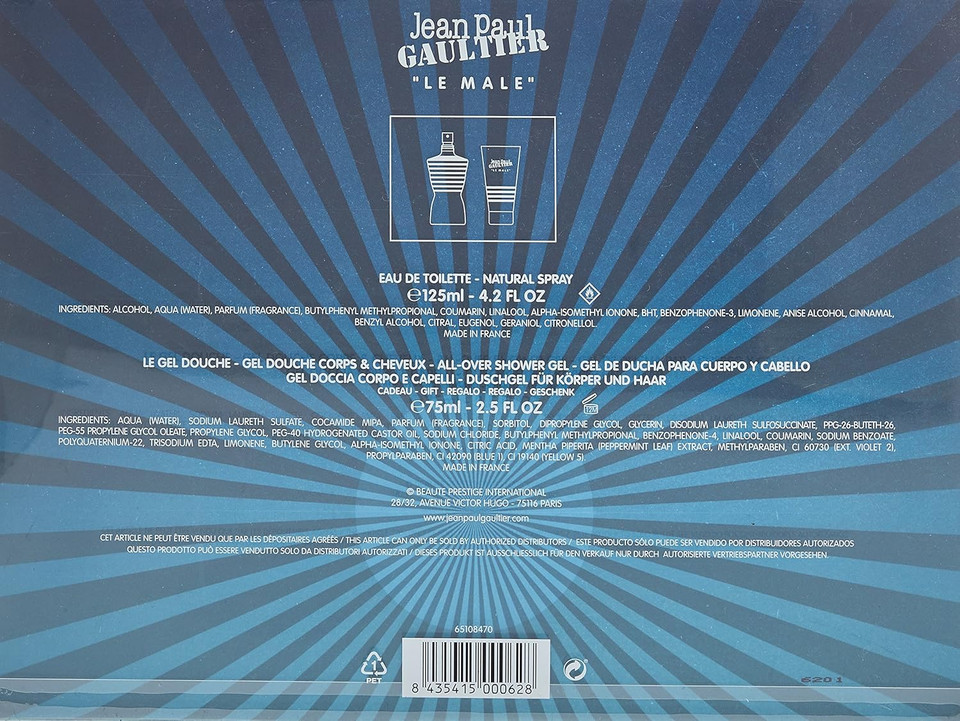 Jean Paul
GAULTIER
"LE MALE"
Jean Paul
GAULTIER
"LE MALE"
EAU DE TOILETTE - NATURAL SPRAY
℮125ml - 4.2 FL OZ
INGREDIENTS: ALCOHOL, AQUA (WATER), PARFUM (FRAGRANCE), BUTYLPHENYL METHYLPROPIONAL, COUMARIN, LINALOOL, ALPHA-ISOMETHYL IONONE, BHT, BENZOPHENONE-3, LIMONENE, ANISE ALCOHOL, CINNAMAL,
BENZYL ALCOHOL, CITRAL, EUGENOL, GERANIOL, CITRONELLOL.
MADE IN FRANCE
LE GEL DOUCHE - GEL DOUCHE CORPS & CHEVEUX - ALL-OVER SHOWER GEL - GEL DE DUCHA PARA CUERPO Y CABELLO
GEL DOCCIA CORPO E CAPELLI - DUSCHGEL FÜR KÖRPER UND HAAR
CADEAU - GIFT - REGALO - REGALO - GESCHENK
℮75ml - 2.5 FL OZ 12M
INGREDIENTS: AQUA (WATER), SODIUM LAURETH SULFATE, COCAMIDE MIPA, PARFUM (FRAGRANCE), SORBITOL, DIPROPYLENE GLYCOL, GLYCERIN, DISODIUM LAURETH SULFOSUCCINATE, PPG-26-BUTETH-26,
PEG-55 PROPYLENE GLYCOL OLEATE, PROPYLENE GLYCOL, PEG-40 HYDROGENATED CASTOR OIL, SODIUM CHLORIDE, BUTYLPHENYL METHYLPROPIONAL, BENZOPHENONE-4, LINALOOL, COUMARIN, SODIUM BENZOATE,
POLYQUATERNIUM-22, TRISODIUM EDTA, LIMONENE, BUTYLENE GLYCOL, ALPHA-ISOMETHYL IONONE, CITRIC ACID, MENTHA PIPERITA (PEPPERMINT LEAF) EXTRACT, METHYLPARABEN, CI 60730 (EXT. VIOLET 2),
PROPYLPARABEN, CI 42090 (BLUE 1), CI 19140 (YELLOW 5).
MADE IN FRANCE
© BEAUTE PRESTIGE INTERNATIONAL
28/32, AVENUE VICTOR HUGO - 75116 PARIS
www.jeanpaulgaultier.com
CET ARTICLE NE PEUT ÊTRE VENDU QUE PAR LES DÉPOSITAIRES AGRÉÉS / THIS ARTICLE CAN ONLY BE SOLD BY AUTHORIZED DISTRIBUTORS / ESTE PRODUCTO SÓLO PUEDE SER VENDIDO POR DISTRIBUIDORES AUTORIZADOS
QUESTO PRODOTTO PUÒ ESSERE VENDUTTO SOLO DA DISTRIBUTORI AUTORIZZATI / DIESES PRODUKT IST AUSSCHLIESSLICH FÜR DEN VERKAUF NUR DURCH AUTORISIERTE VERTRIEBSPARTNER VORGESEHEN.
65108470
1
PET
8 435415 000628
6201